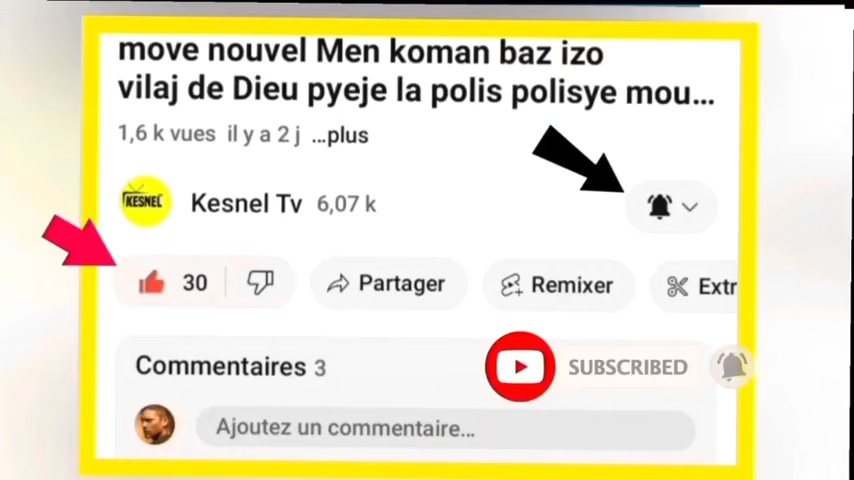 move nouvel Men koman baz izo
vilaj de Dieu pyeje la polis polisye mou...
1,6 k vues il y a 2 j ...plus
KESNEL
Kesnel Tv 6,07 k
30 Partager Remixer Extr
Commentaires 3
SUBSCRIBED
Ajoutez un commentaire...